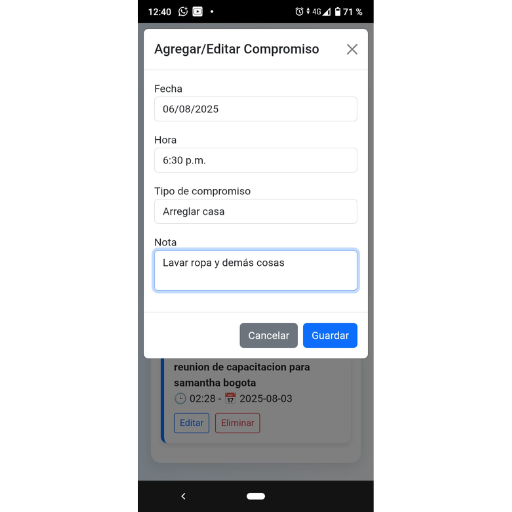 12:40
4G
71 %
Agregar/Editar Compromiso
Fecha
06/08/2025
Hora
6:30 p.m.
Tipo de compromiso
Arreglar casa
Nota
Lavar ropa y demás cosas
Cancelar
Guardar
reunion de capacitacion para
samantha bogota
02:28 - 2025-08-03
Editar
Eliminar